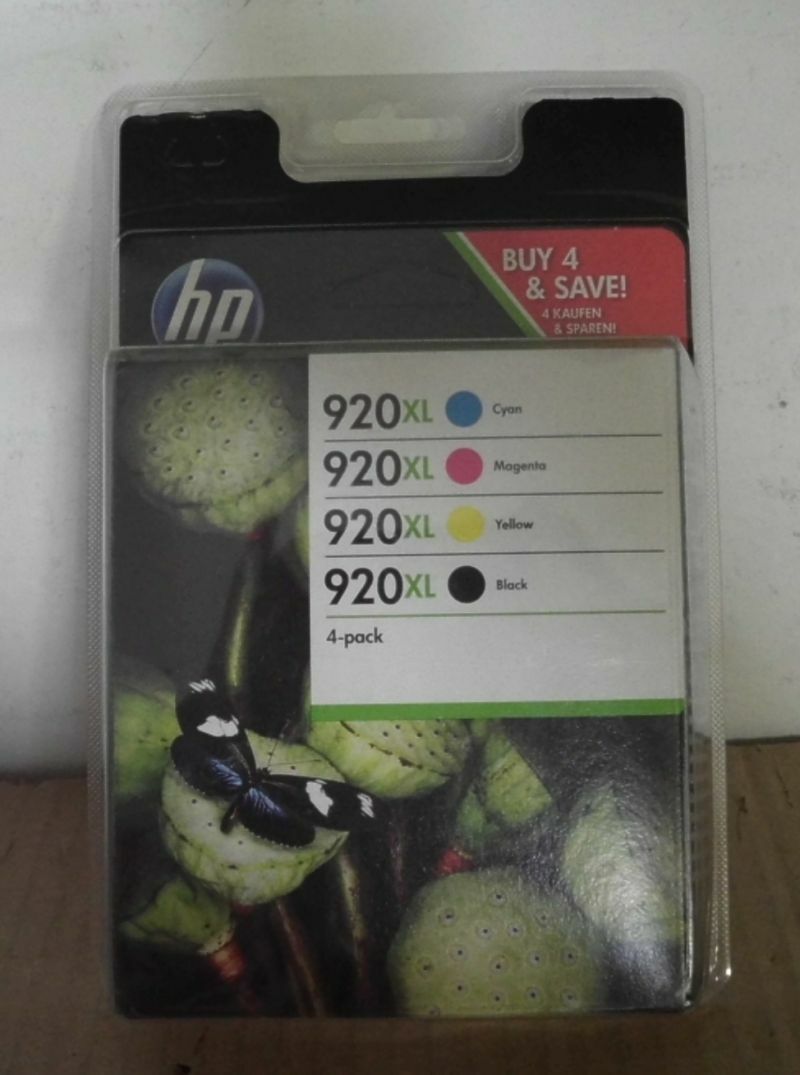 hp
BUY 4
& SAVE!
4 KAUFEN
& SPAREN!
920XL Cyan
920XL Magenta
920XL Yellow
920XL Black
4-pack